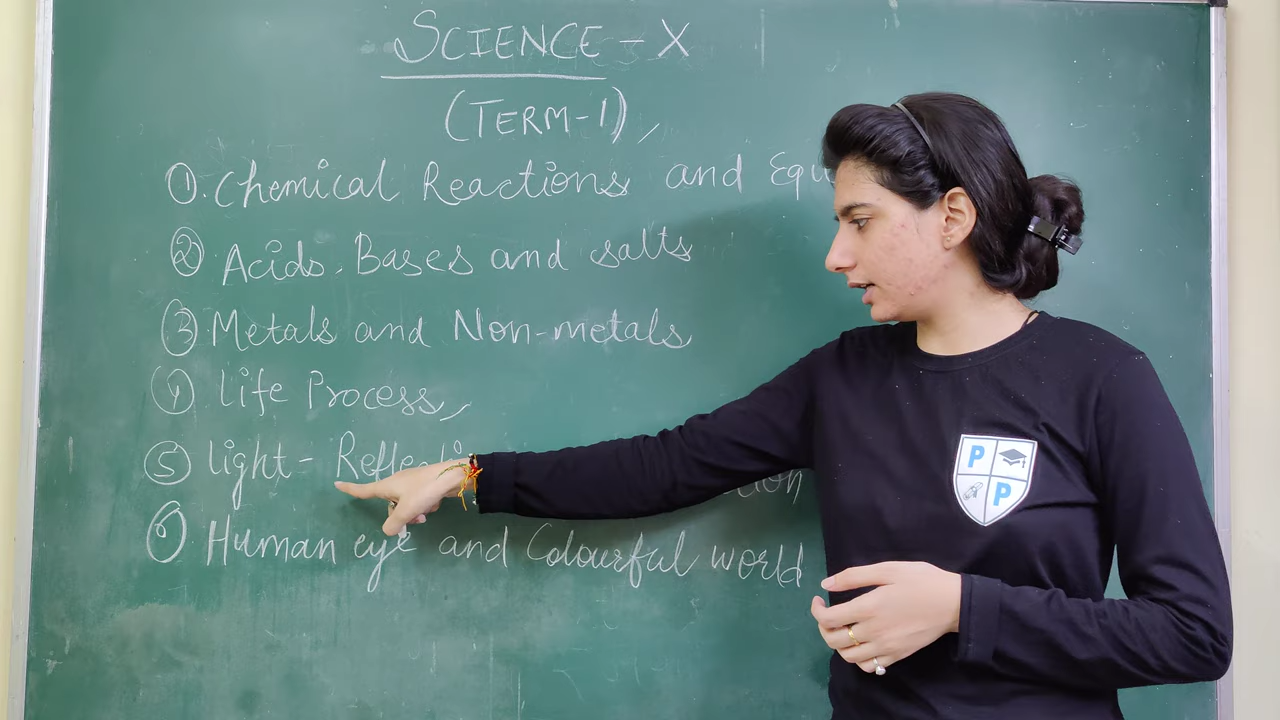 SCIENCE - X
(TERM-1),
①. Chemical Reactions and Equ
② Acids, Bases and salts
③. Metals and Non-metals
④ Life Process,
⑤ light - Reflecti
⑥ Human eye and Colourful world
P
P